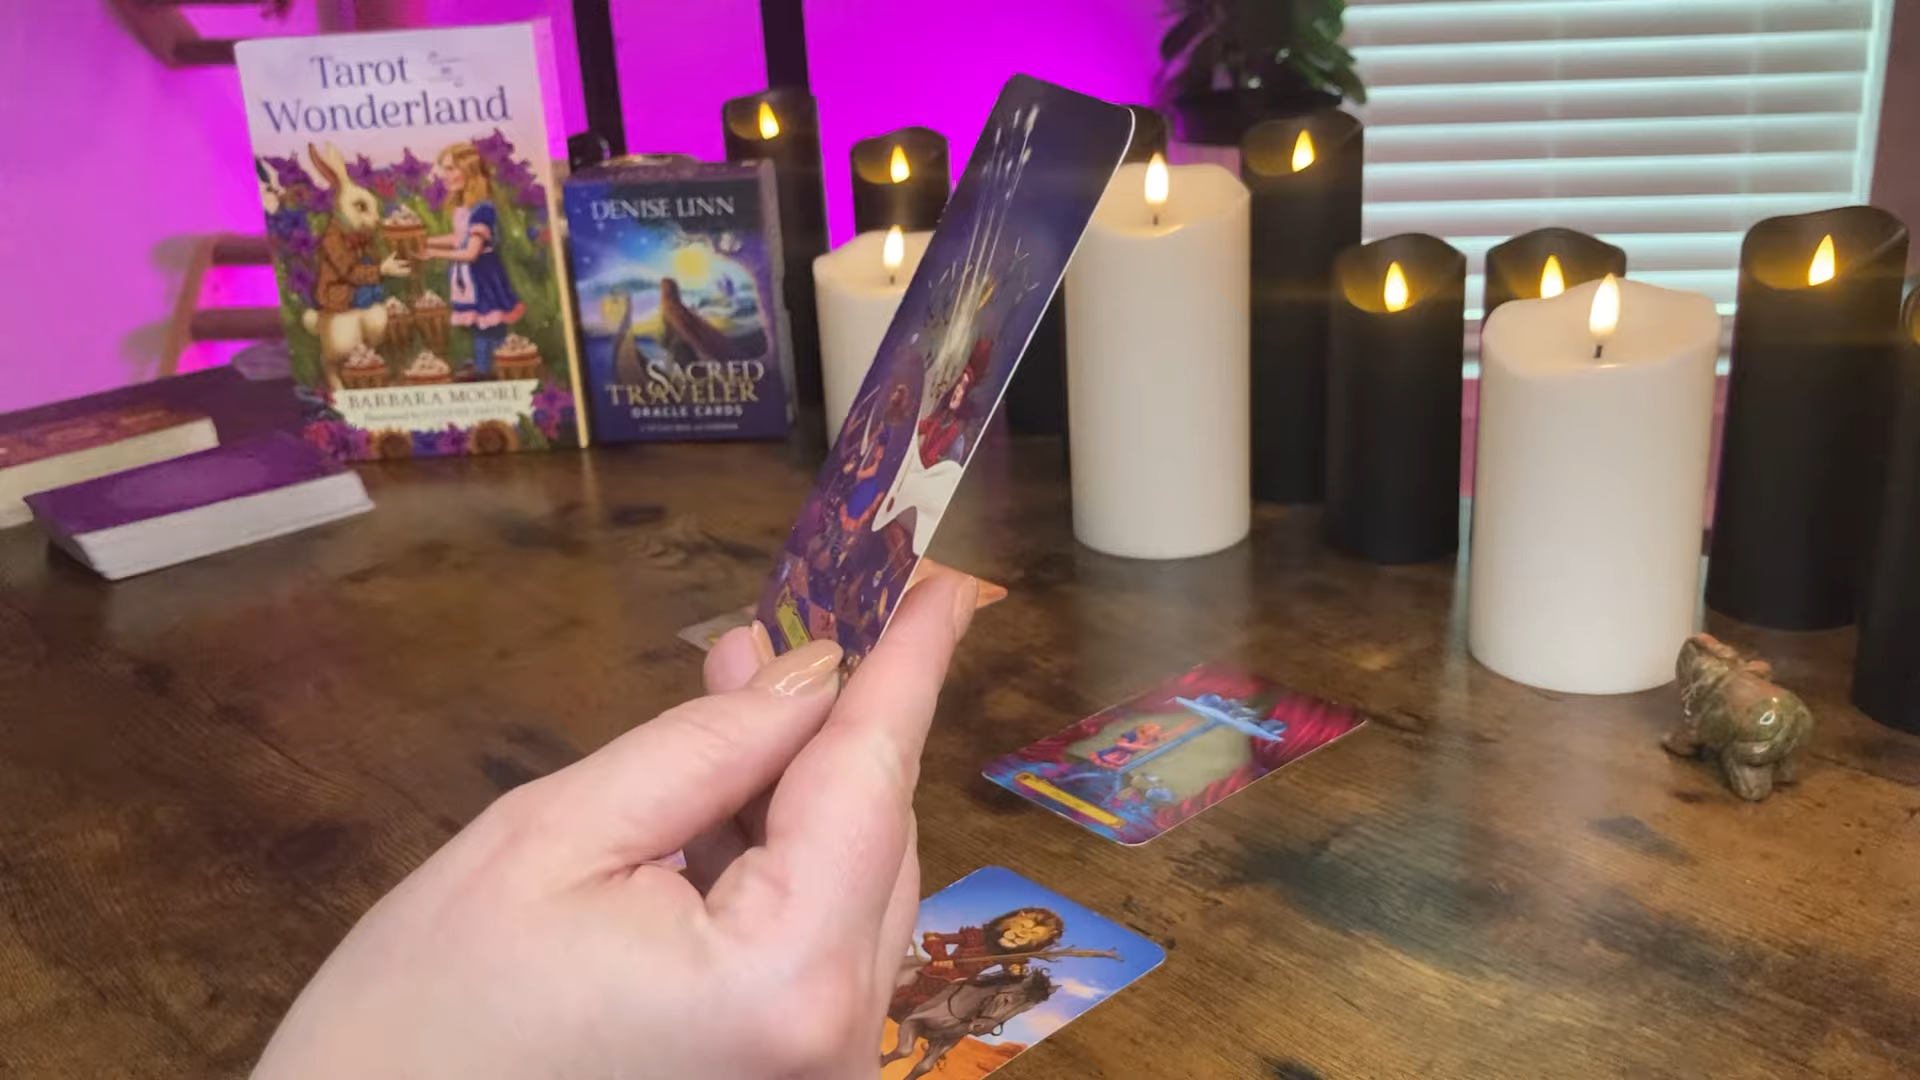 Tarot
Wonderland
BARBARA MOORE
DENISE LINN
SACRED
TRAVELER
ORACLE CARDS